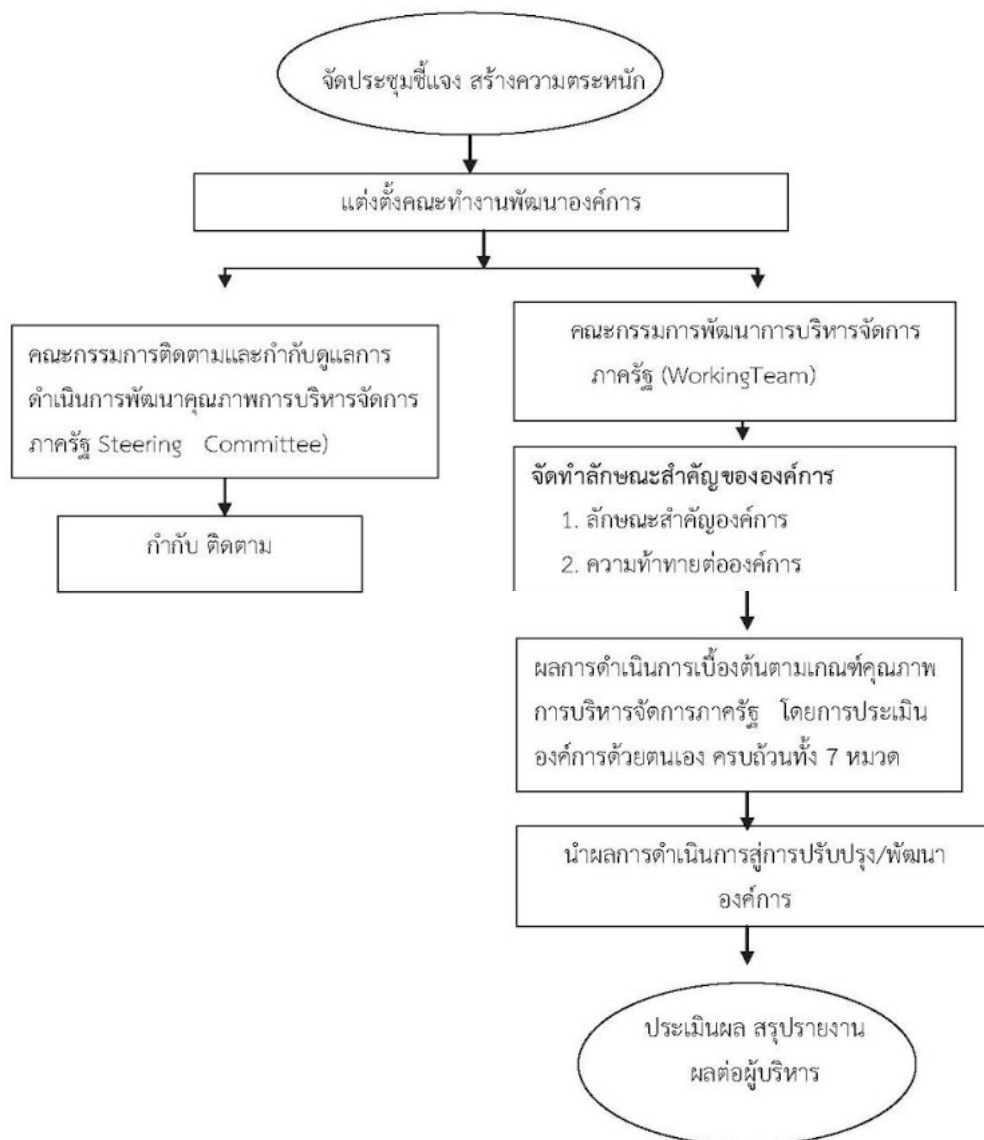 จัดประชุมชี้แจง สร้างความตระหนัก
แต่งตั้งคณะทำงานพัฒนาองค์การ
คณะกรรมการติดตามและกำกับดูแลการ
ดำเนินการพัฒนาคุณภาพการบริหารจัดการ
ภาครัฐ Steering Committee)
กำกับ ติดตาม
คณะกรรมการพัฒนาการบริหารจัดการ
ภาครัฐ (WorkingTeam)
จัดทำลักษณะสำคัญขององค์การ
1. ลักษณะสำคัญองค์การ
2. ความท้าทายต่อองค์การ
ผลการดำเนินการเบื้องต้นตามเกณฑ์คุณภาพ
การบริหารจัดการภาครัฐ โดยการประเมิน
องค์การด้วยตนเอง ครบถ้วนทั้ง 7 หมวด
นำผลการดำเนินการสู่การปรับปรุง/พัฒนา
องค์การ
ประเมินผล สรุปรายงาน
ผลต่อผู้บริหาร